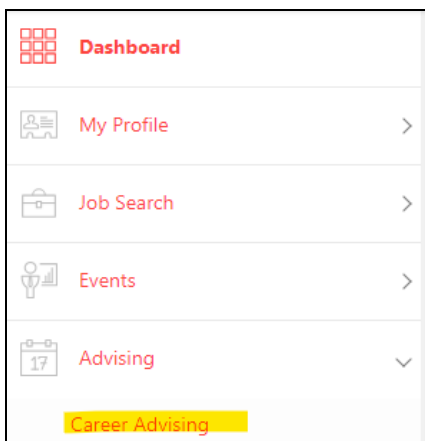 Dashboard
My Profile
Job Search
Events
17
Advising
Career Advising